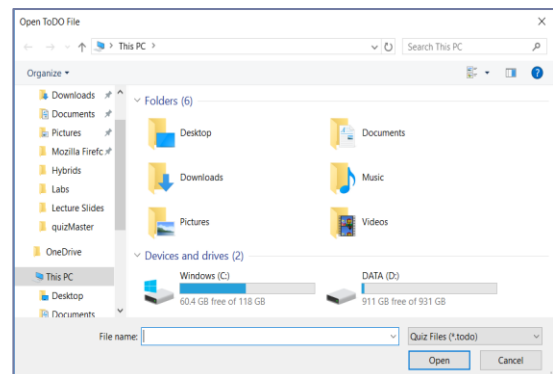 Open ToDO File
This PC
Search This PC
Organize
Downloads
Documents
Pictures
Mozilla Firefc
Hybrids
Labs
Lecture Slides
quizMaster
OneDrive
This PC
Desktop
Documents
Folders (6)
Desktop
Documents
Downloads
Music
Pictures
Videos
Devices and drives (2)
Windows (C:)
60.4 GB free of 118 GB
DATA (D:)
911 GB free of 931 GB
File name:
Quiz Files (*.todo)
Open
Cancel